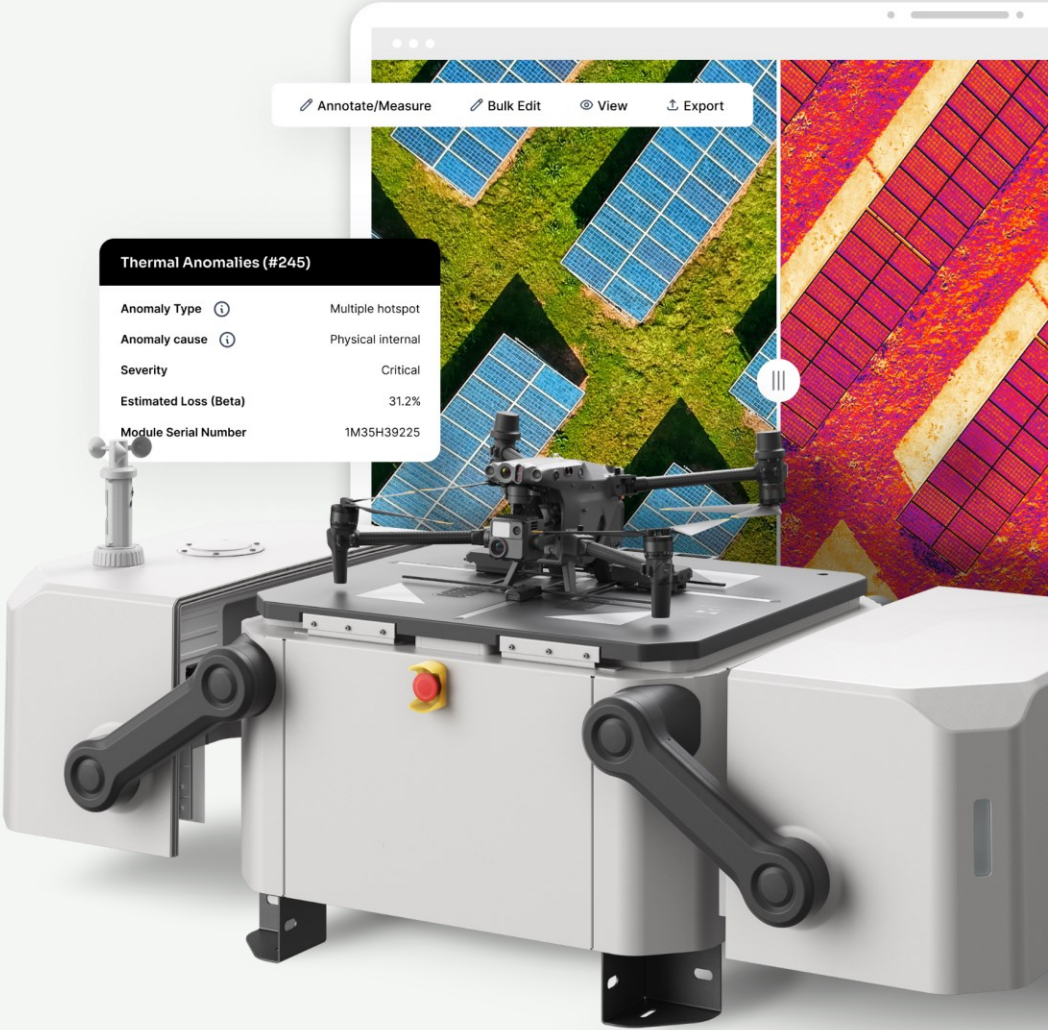 Annotate/Measure Bulk Edit View Export
Thermal Anomalies (#245)
Anomaly Type Multiple hotspot
Anomaly cause Physical internal
Severity Critical
Estimated Loss (Beta) 31.2%
Module Serial Number 1M35H39225